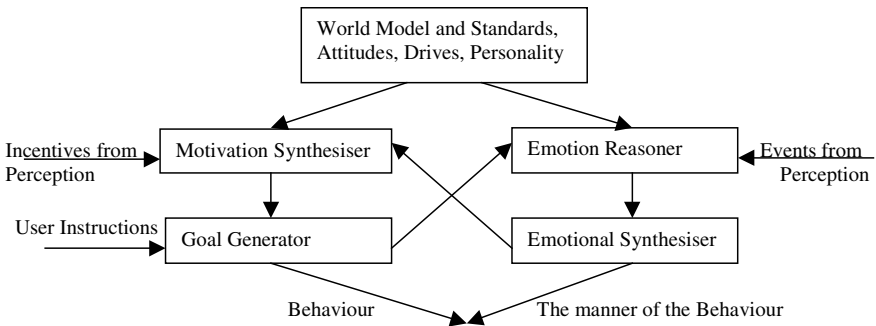 World Model and Standards,
Attitudes, Drives, Personality
Incentives from
Perception
Motivation Synthesiser
Emotion Reasoner
Events from
Perception
User Instructions
Goal Generator
Emotional Synthesiser
Behaviour
The manner of the Behaviour